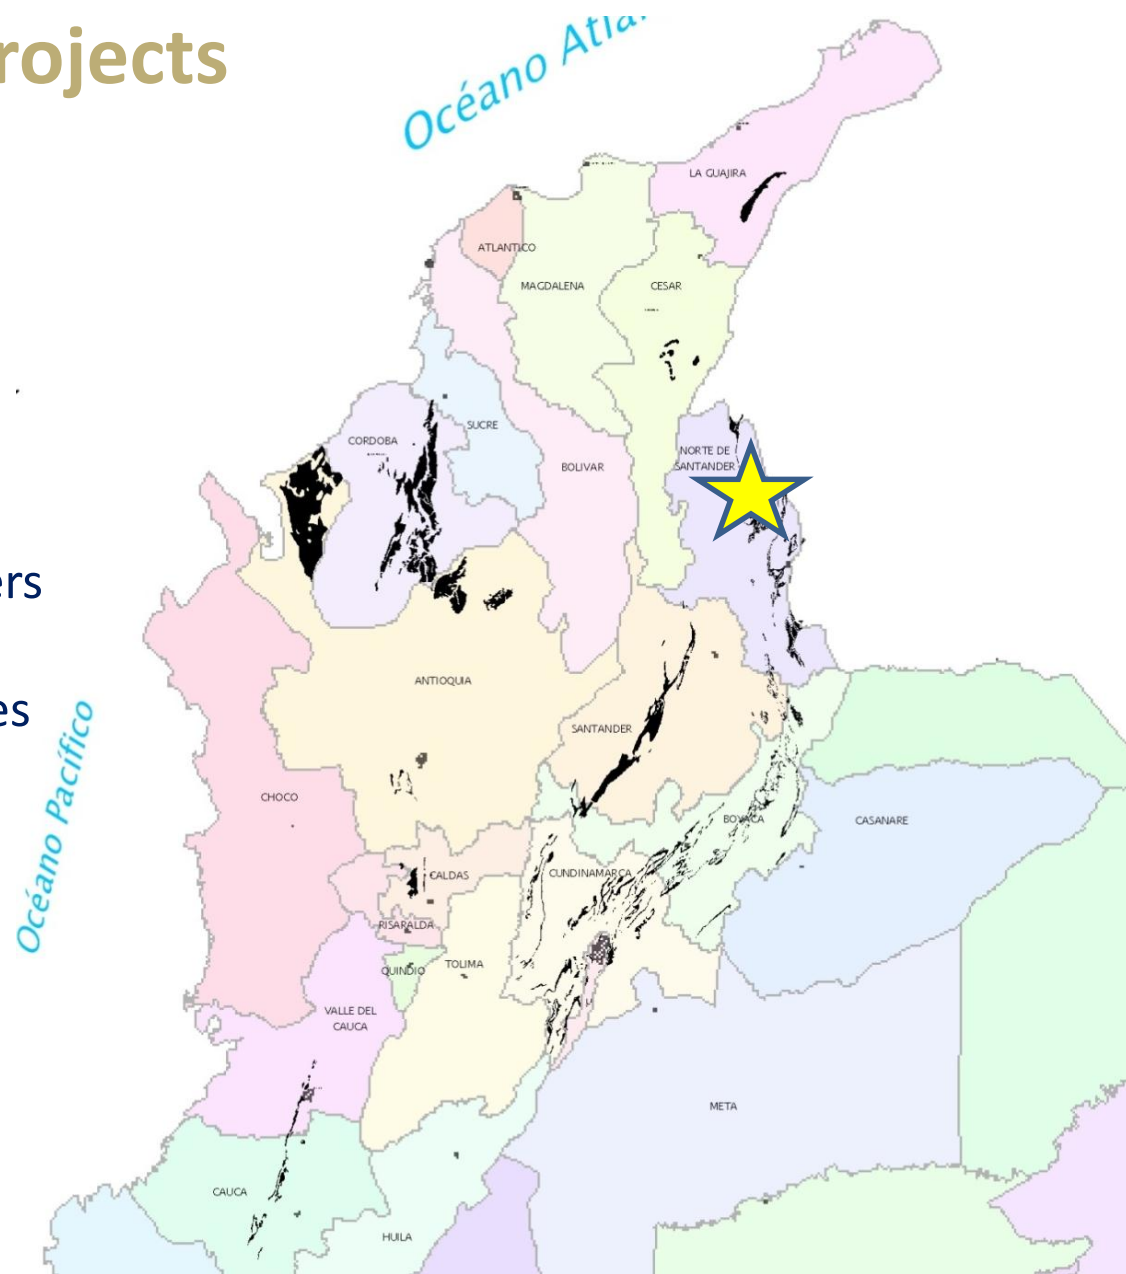 rojects
Océano Atla
LA GUAJIRA
ATLANTICO
MAGDALENA
CESAR
SUCRE
CORDOBA
NORTE DE
SANTANDER
BOLIVAR
ers
ANTIOQUIA
es
SANTANDER
Océano Pacífico
CHOCO
BOYACA
CASANARE
CALDAS
CUNDINAMARCA
RISARALDA
QUINDIO
TOLIMA
VALLE DEL
CAUCA
META
CAUCA
HUILA